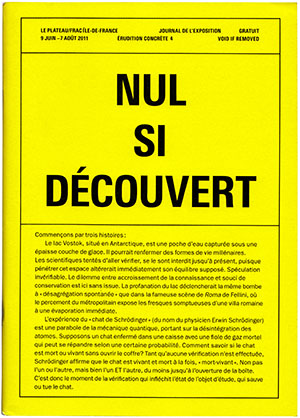 LE PLATEAU/FRAC ÎLE-DE-FRANCE JOURNAL DE L'EXPOSITION GRATUIT
9 JUIN –7 AOÛT 2011 ÉRUDITION CONCRÈTE 4 VOID IF REMOVED
NUL
SI
DÉCOUVERT
Commençons par trois histoires:
Le lac Vostok, situé en Antarctique, est une poche d'eau capturée sous une
épaisse couche de glace. Il pourrait renfermer des formes de vie millénaires.
Les scientifiques tentés d'aller vérifier, se le sont interdit jusqu'à présent, puisque
pénétrer cet espace altérerait immédiatement son équilibre supposé. Spéculation
invérifiable. Le dilemme entre accroissement de la connaissance et souci de
conservation est ici sans issue. La profanation du lac déclencherait la même bombe
à «désagrégation spontanée» que dans la fameuse scène de Roma de Fellini, où
le percement du métropolitain expose les fresques somptueuses d'une villa romaine
à une évaporation immédiate.
L'expérience du «chat de Schrödinger» (du nom du physicien Erwin Schrödinger)
est une parabole de la mécanique quantique, portant sur la désintégration des
atomes. Supposons un chat enfermé dans une caisse avec une fiole de gaz mortel
qui peut se répandre selon une certaine probabilité. Comment savoir si le chat
est mort ou vivant sans ouvrir le coffre? Tant qu'aucune vérification n'est effectuée,
Schrödinger affirme que le chat est vivant et mort à la fois, «mort-vivant». Non pas
l'un ou l'autre, mais bien l'un ET l'autre, du moins jusqu'à l'ouverture de la boîte.
C'est donc le moment de la vérification qui infléchit l'état de l'objet d'étude, qui sauve
ou tue le chat.